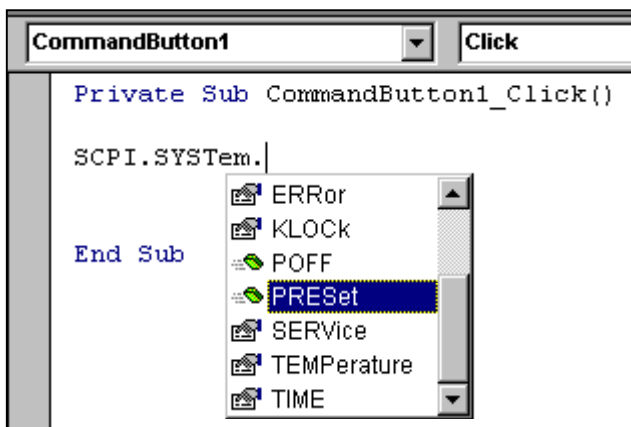 CommandButton1 Click
Private Sub CommandButton1_Click()
SCPI.SYSTem.
ERRor
KLOCk
End Sub
POFF
PRESet
SERVice
TEMPerature
TIME